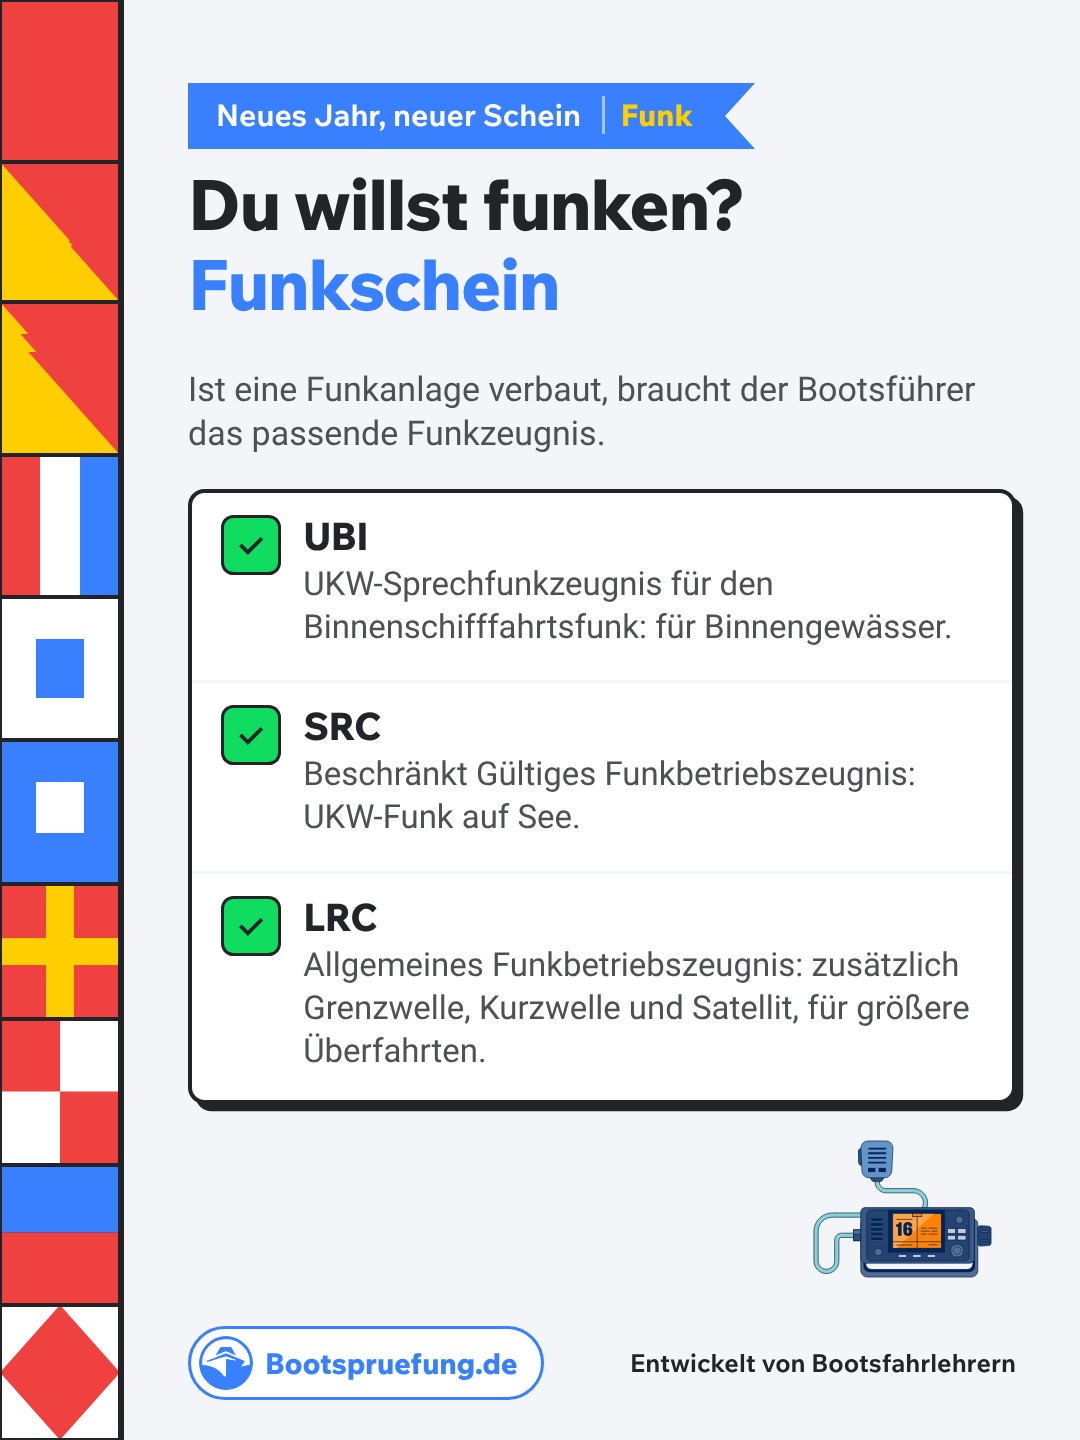 Neues Jahr, neuer Schein | Funk
Du willst funken?
Funkschein
Ist eine Funkanlage verbaut, braucht der Bootsführer
das passende Funkzeugnis.
UBI
UKW-Sprechfunkzeugnis für den
Binnenschifffahrtsfunk: für Binnengewässer.
SRC
Beschränkt Gültiges Funkbetriebszeugnis:
UKW-Funk auf See.
LRC
Allgemeines Funkbetriebszeugnis: zusätzlich
Grenzwelle, Kurzwelle und Satellit, für größere
Überfahrten.
16
Bootspruefung.de
Entwickelt von Bootsfahrlehrern